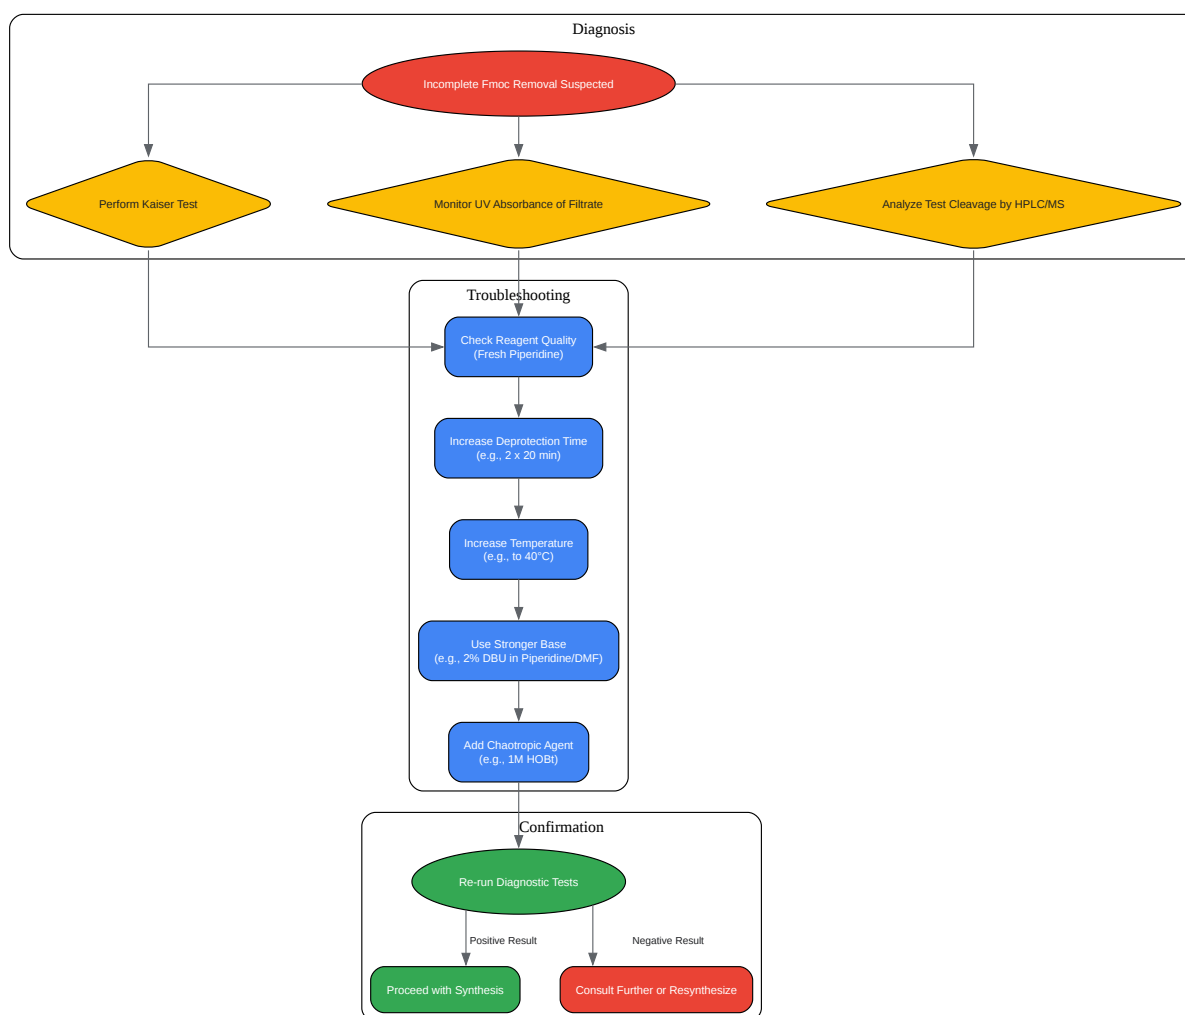 Diagnosis
Incomplete Fmoc Removal Suspected
Perform Kaiser Test
Monitor UV Absorbance of Filtrate
Analyze Test Cleavage by HPLC/MS
Troubleshooting
Check Reagent Quality
(Fresh Piperidine)
Increase Deprotection Time
(e.g., 2 x 20 min)
Increase Temperature
(e.g., to 40°C)
Use Stronger Base
(e.g., 2% DBU in Piperidine/DMF)
Add Chaotropic Agent
(e.g., 1M HOBt)
Confirmation
Re-run Diagnostic Tests
Positive Result
Negative Result
Proceed with Synthesis
Consult Further or Resynthesize